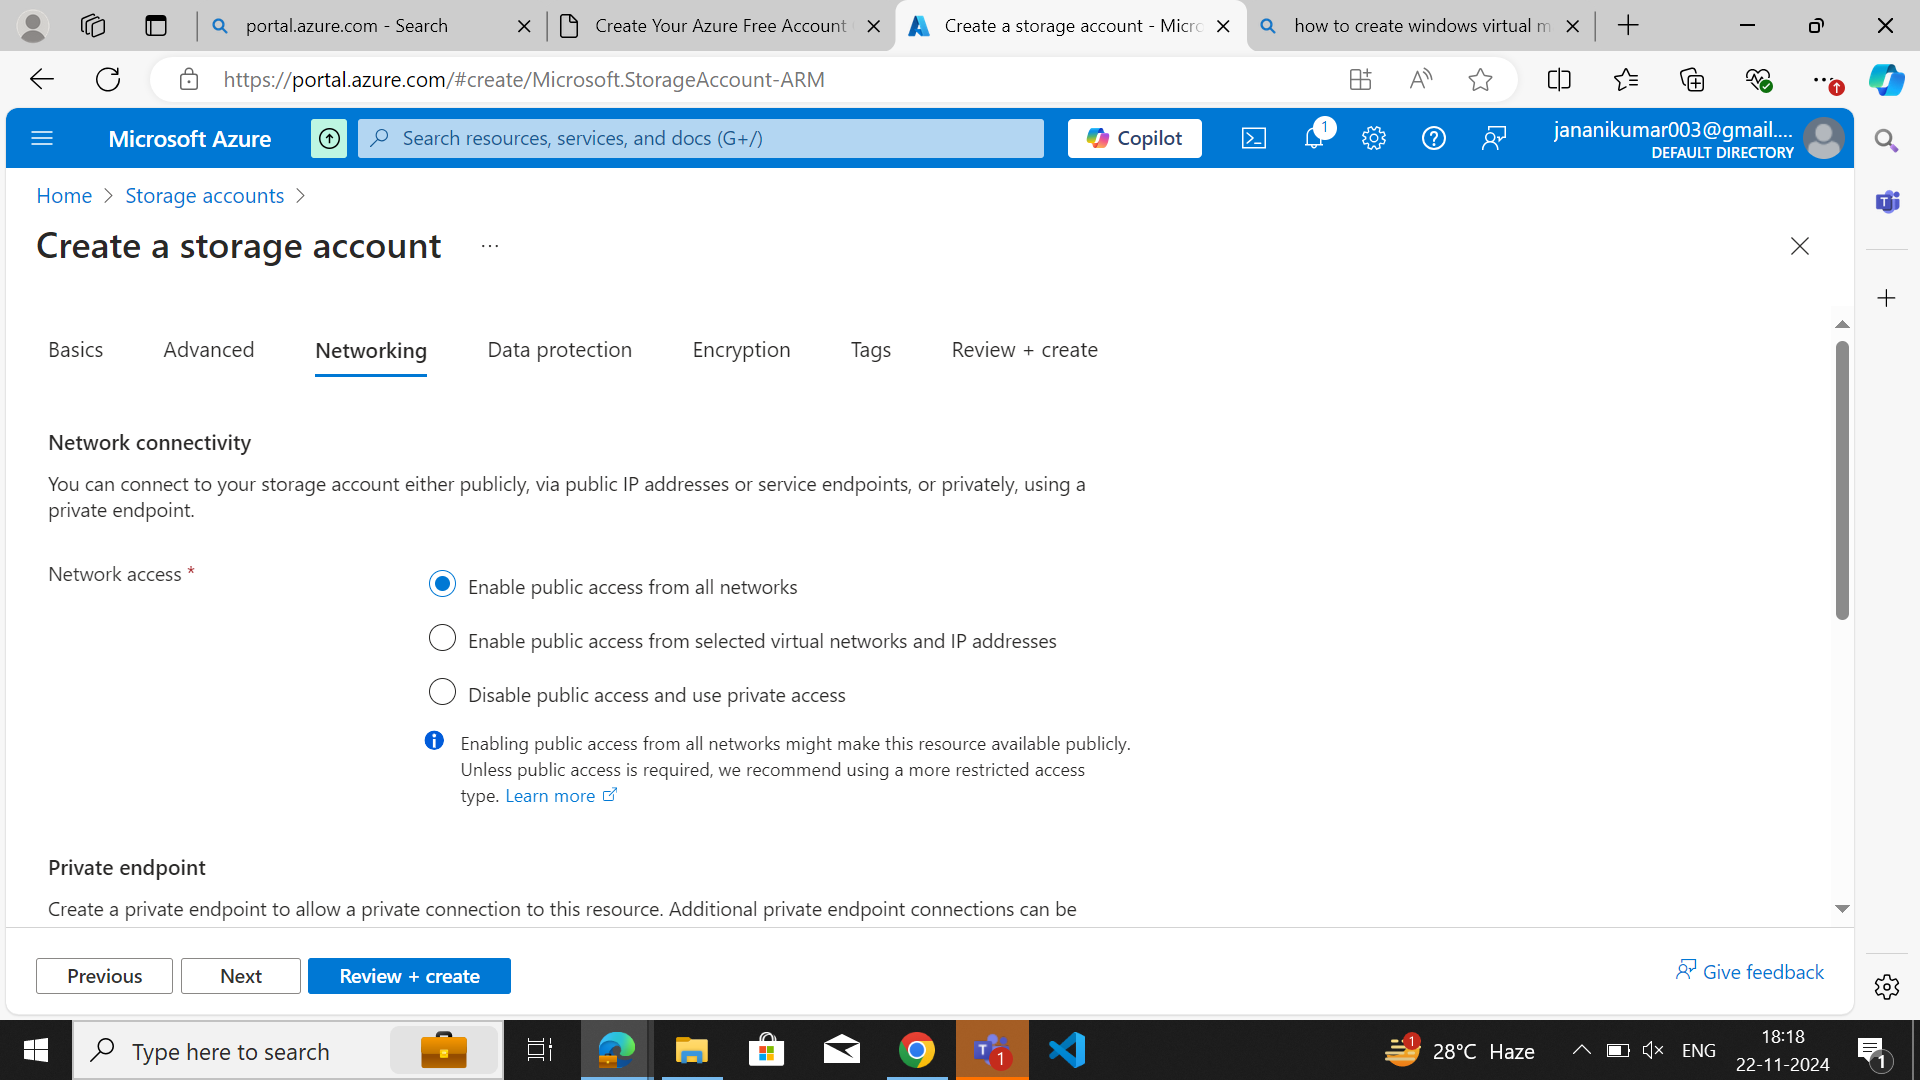 portal.azure.com - Search
Create Your Azure Free Account
Create a storage account - Micro
how to create windows virtual m
https://portal.azure.com/#create/Microsoft.StorageAccount-ARM
Microsoft Azure
Search resources, services, and docs (G+/)
Copilot
1
jananikumar003@gmail....
DEFAULT DIRECTORY
Home
Storage accounts
Create a storage account
Basics
Advanced
Networking
Data protection
Encryption
Tags
Review + create
Network connectivity
You can connect to your storage account either publicly, via public IP addresses or service endpoints, or privately, using a
private endpoint.
Network access *
Enable public access from all networks
Enable public access from selected virtual networks and IP addresses
Disable public access and use private access
Enabling public access from all networks might make this resource available publicly.
Unless public access is required, we recommend using a more restricted access
type. Learn more
Private endpoint
Create a private endpoint to allow a private connection to this resource. Additional private endpoint connections can be
Previous
Next
Review + create
Give feedback
Type here to search
1
1
28°C Haze
ENG
18:18
22-11-2024
1